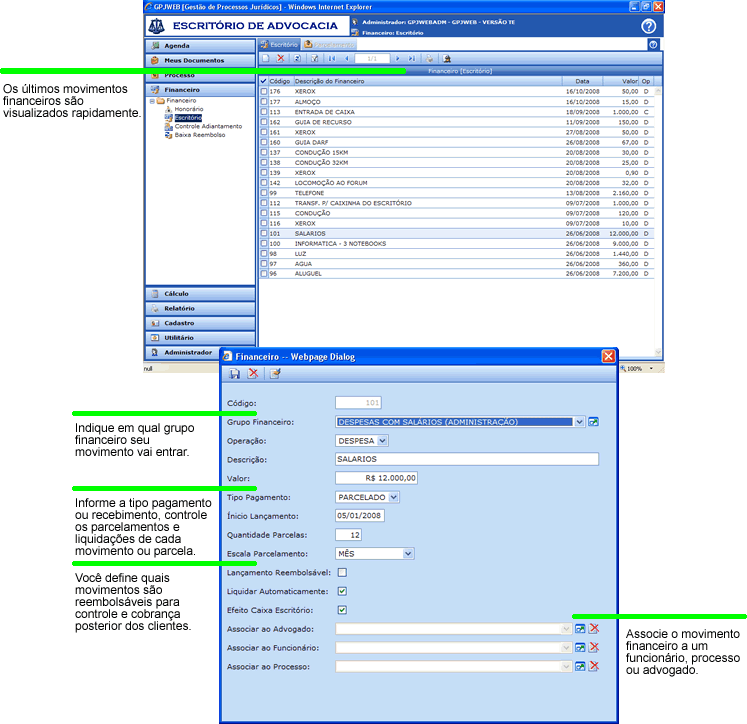 GPJWEB [Gestão de Processos Jurídicos] - Windows Internet Explorer
ESCRITÓRIO DE ADVOCACIA
Administrador: GPJWEBADM - GPJWEB - VERSÃO TE
Financeiro: Escritório
Agenda
Meus Documentos
Processo
Financeiro
Financeiro
Honorário
Escritório
Controle Adiantamento
Baixa Reembolso
Cálculo
Relatório
Cadastro
Utilitário
Administrador
null
Os últimos movimentos
financeiros são
visualizados rapidamente.
Escritório Parcelamento
1/1
Financeiro [Escritório]
Código Descrição do Financeiro Data Valor Op
176 XEROX 16/10/2008 50,00 D
177 ALMOÇO 16/10/2008 15,00 D
113 ENTRADA DE CAIXA 18/09/2008 1.000,00 C
162 GUIA DE RECURSO 11/09/2008 150,00 D
161 XEROX 27/08/2008 50,00 D
160 GUIA DARF 26/08/2008 67,00 D
137 CONDUÇÃO 15KM 20/08/2008 30,00 D
138 CONDUÇÃO 32KM 20/08/2008 25,00 D
139 XEROX 20/08/2008 0,90 D
142 LOCOMOÇÃO AO FORUM 20/08/2008 32,00 D
99 TELEFONE 13/08/2008 2.160,00 D
112 TRANSF. P/ CAIXINHA DO ESCRITÓRIO 09/07/2008 1.000,00 D
115 CONDUÇÃO 09/07/2008 120,00 D
116 XEROX 09/07/2008 10,00 D
101 SALARIOS 26/06/2008 12.000,00 D
100 INFORMATICA - 3 NOTEBOOKS 26/06/2008 9.000,00 D
98 LUZ 26/06/2008 1.440,00 D
97 AGUA 26/06/2008 360,00 D
96 ALUGUEL 26/06/2008 7.200,00 D
100%
Financeiro -- Webpage Dialog
Código: 101
Grupo Financeiro: DESPESAS COM SALÁRIOS (ADMINISTRAÇÃO)
Operação: DESPESA
Descrição: SALARIOS
Valor: R$ 12.000,00
Tipo Pagamento: PARCELADO
Ínicio Lançamento: 05/01/2008
Quantidade Parcelas: 12
Escala Parcelamento: MÊS
Lançamento Reembolsável:
Liquidar Automaticamente:
Efeito Caixa Escritório:
Associar ao Advogado:
Associar ao Funcionário:
Associar ao Processo:
Indique em qual grupo
financeiro seu
movimento vai entrar.
Informe a tipo pagamento
ou recebimento, controle
os parcelamentos e
liquidações de cada
movimento ou parcela.
Você define quais
movimentos são
reembolsáveis para
controle e cobrança
posterior dos clientes.
Associe o movimento
financeiro a um
funcionário, processo
ou advogado.